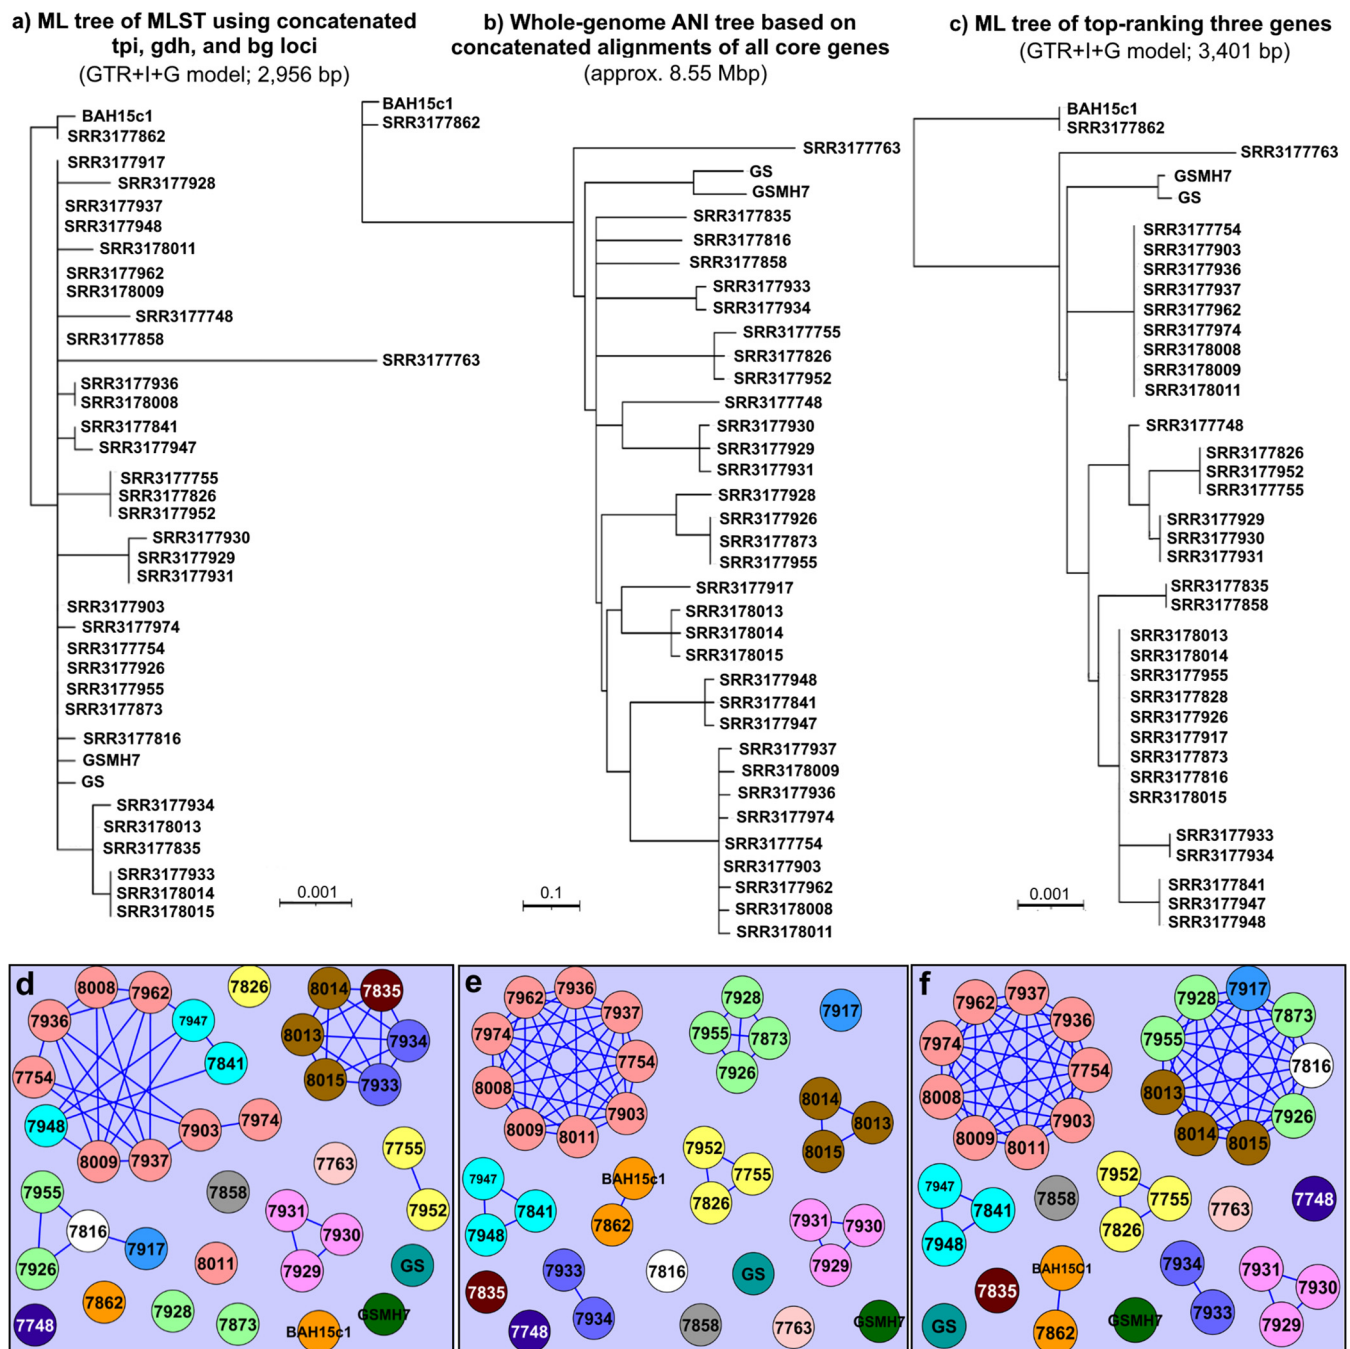 a) ML tree of MLST using concatenated
tpi, gdh, and bg loci
(GTR+I+G model; 2,956 bp)
BAH15c1
SRR3177862
SRR3177917
SRR3177928
SRR3177937
SRR3177948
SRR3178011
SRR3177962
SRR3178009
SRR3177748
SRR3177858
SRR3177763
SRR3177936
SRR3178008
SRR3177841
SRR3177947
SRR3177755
SRR3177826
SRR3177952
SRR3177930
SRR3177929
SRR3177931
SRR3177903
SRR3177974
SRR3177754
SRR3177926
SRR3177955
SRR3177873
SRR3177816
GSMH7
GS
SRR3177934
SRR3178013
SRR3177835
SRR3177933
SRR3178014
SRR3178015
0.001
b) Whole-genome ANI tree based on
concatenated alignments of all core genes
(approx. 8.55 Mbp)
BAH15c1
SRR3177862
SRR3177763
GS
GSMH7
SRR3177835
SRR3177816
SRR3177858
SRR3177933
SRR3177934
SRR3177755
SRR3177826
SRR3177952
SRR3177748
SRR3177930
SRR3177929
SRR3177931
SRR3177928
SRR3177926
SRR3177873
SRR3177955
SRR3177917
SRR3178013
SRR3178014
SRR3178015
SRR3177948
SRR3177841
SRR3177947
SRR3177937
SRR3178009
SRR3177936
SRR3177974
SRR3177754
SRR3177903
SRR3177962
SRR3178008
SRR3178011
0.1
c) ML tree of top-ranking three genes
(GTR+I+G model; 3,401 bp)
BAH15c1
SRR3177862
SRR3177763
GSMH7
GS
SRR3177754
SRR3177903
SRR3177936
SRR3177937
SRR3177962
SRR3177974
SRR3178008
SRR3178009
SRR3178011
SRR3177748
SRR3177826
SRR3177952
SRR3177755
SRR3177929
SRR3177930
SRR3177931
SRR3177835
SRR3177858
SRR3178013
SRR3178014
SRR3177955
SRR3177828
SRR3177926
SRR3177917
SRR3177873
SRR3177816
SRR3178015
SRR3177933
SRR3177934
SRR3177841
SRR3177947
SRR3177948
0.001
d
8008
7962
7826
8014
7835
7936
7947
8013
7934
7841
7754
8015
7933
7948
7903
7974
8009
7937
7763
7755
7955
7858
7931
7952
7816
7917
7930
7926
8011
7929
GS
7862
7928
7873
GSMH7
7748
BAH15c1
e
7962
7936
7937
7928
7917
7974
7955
7873
7754
7926
8008
7903
8014
8013
8009
8011
7952
8015
7947
BAH15c1
7755
7841
7826
7862
7931
7930
7948
7929
7933
7816
GS
7835
7934
7748
7858
7763
GSMH7
f
7962
7937
7928
7917
7936
7873
7974
7955
7816
7754
8008
8013
7903
7926
8009
8011
8014
8015
7947
7858
7952
7755
7763
7748
7841
7826
7948
BAH15C1
7934
7931
7930
7835
GS
7862
GSMH7
7933
7929